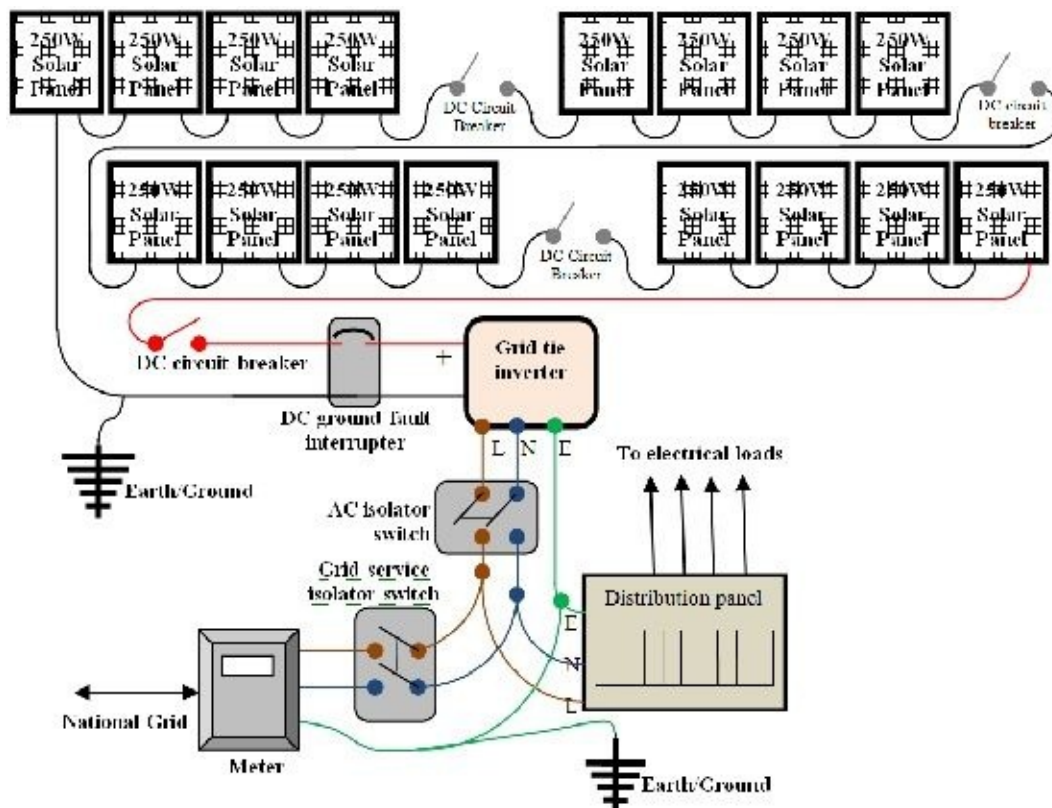 250W 250W 250W 250W 250W 250W 250W 250W
Solar Solar Solar Solar Solar Solar Solar Solar
Panel Panel Panel Panel Panel Panel Panel Panel
DC Circuit
Breaker
DC circuit
breaker
250W 250W 250W 250W 250W 250W 250W 250W
Solar Solar Solar Solar Solar Solar Solar Solar
Panel Panel Panel Panel Panel Panel Panel Panel
DC Circuit
Breaker
DC circuit breaker
+
Grid tie
inverter
DC ground fault
interrupter
L N E
Earth/Ground
To electrical loads
AC isolator
switch
Grid service
isolator switch
Distribution panel
E
N
L
National Grid
Meter
Earth/Ground